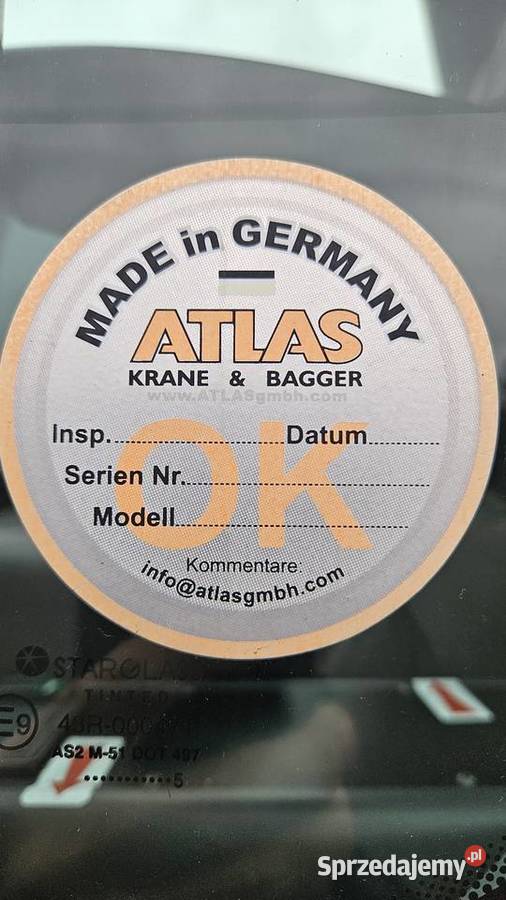 MADE in GERMANY
ATLAS
KRANE & BAGGER
www.ATLASgmbh.com
OK
Insp.................................Datum..................
Serien Nr.................................................
Modell..............................................
Kommentare:
info@atlasgmbh.com
TINTED
E9
AS2 M-51 DOT 497
...........5
Sprzedajemy.pl